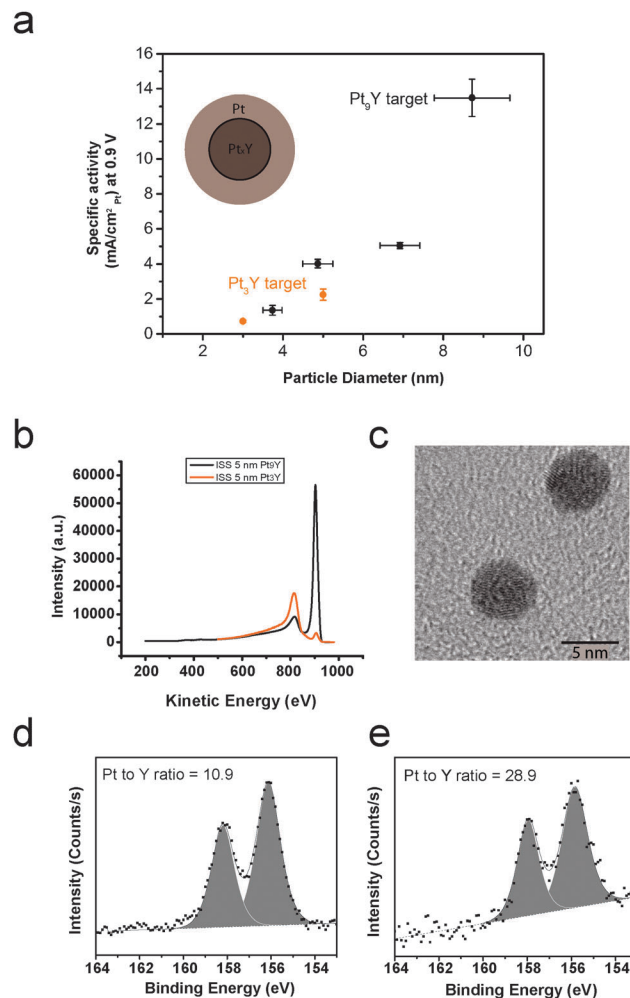 a
16
14
12
10
8
6
4
2
0
Specific activity
(mA/cm²Pt) at 0.9 V
Pt
PtₓY
Pt₉Y target
Pt₃Y target
2 4 6 8 10
Particle Diameter (nm)
b
60000
50000
40000
30000
20000
10000
0
Intensity (a.u.)
ISS 5 nm Pt9Y
ISS 5 nm Pt3Y
200 400 600 800 1000
Kinetic Energy (eV)
c
5 nm
d
Pt to Y ratio = 10.9
Intensity (Counts/s)
164 162 160 158 156 154
Binding Energy (eV)
e
Pt to Y ratio = 28.9
Intensity (Counts/s)
164 162 160 158 156 154
Binding Energy (eV)